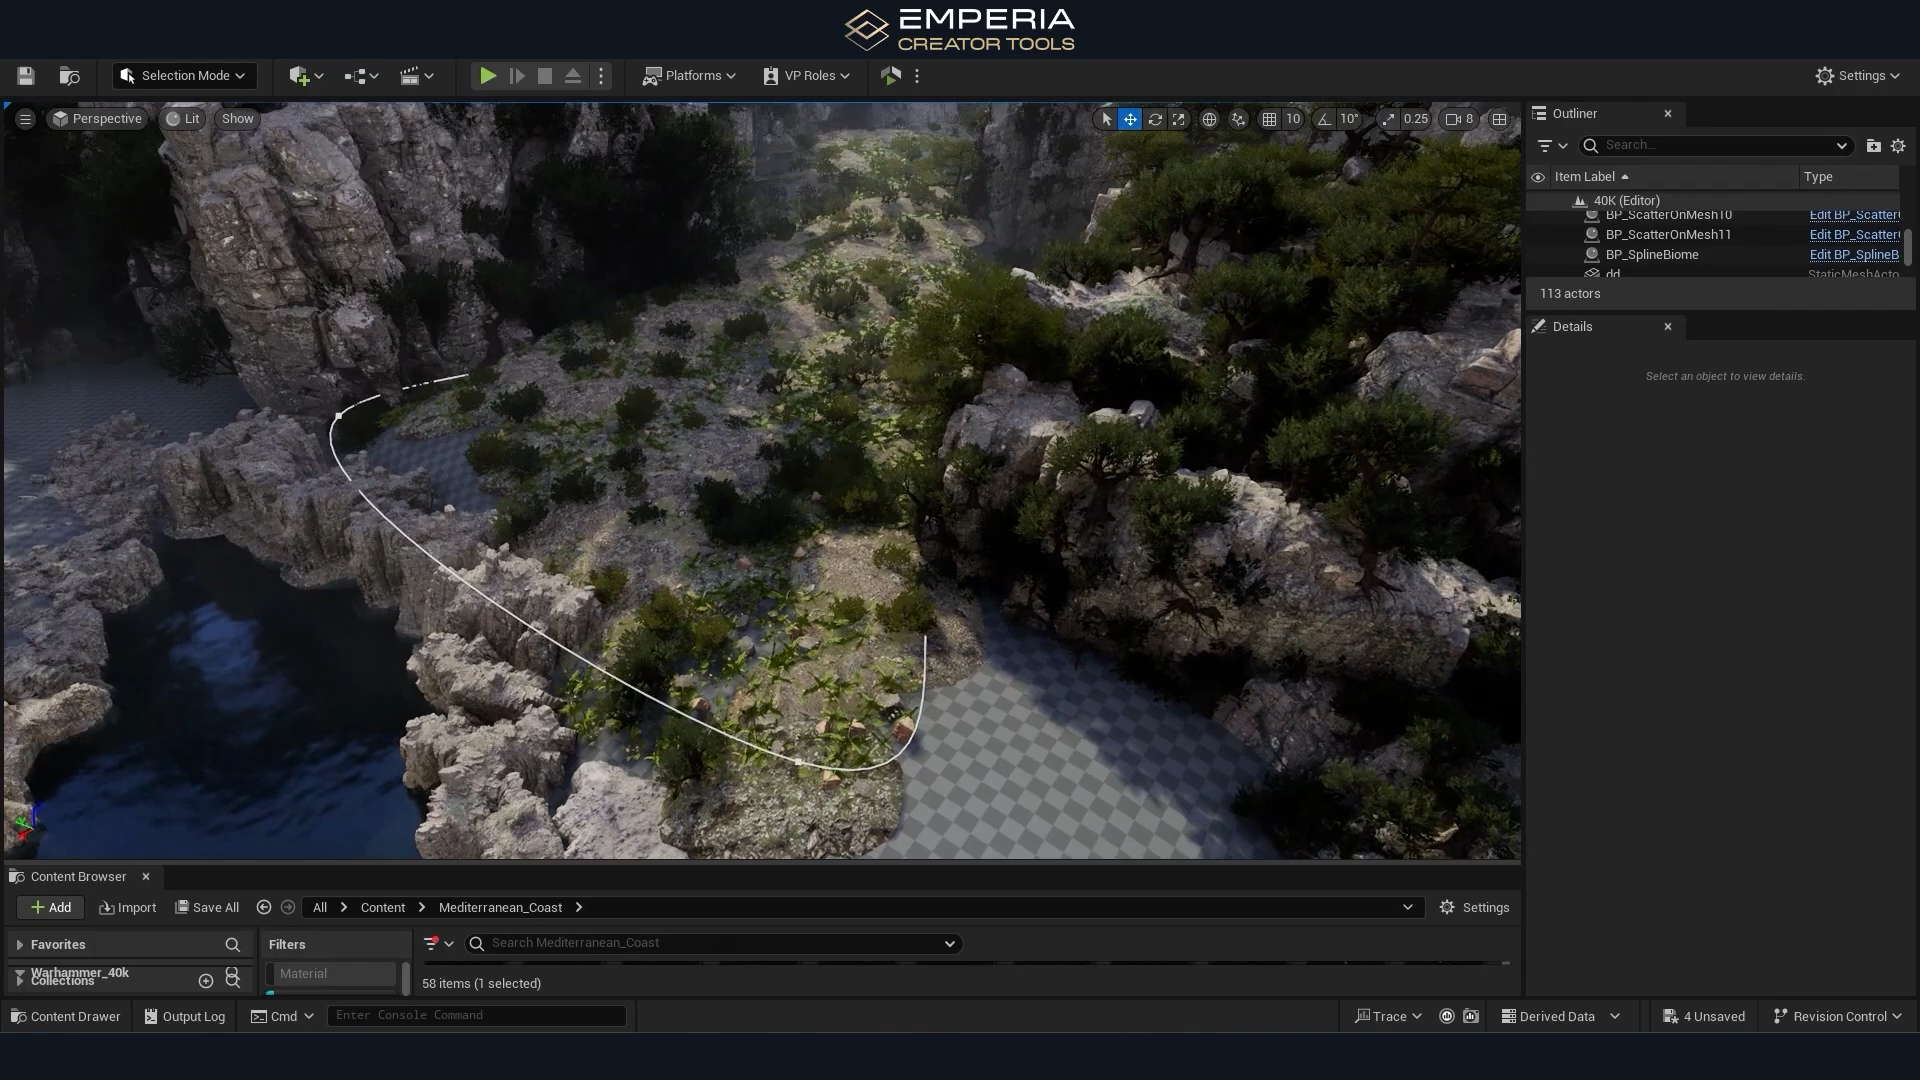 EMPERIA
CREATOR TOOLS
Selection Mode
Platforms
VP Roles
Settings
Perspective
Lit
Show
10
10°
0.25
8
Outliner
Search...
Item Label
Type
40K (Editor)
BP_ScatterOnMesh10
Edit BP_Scatter
BP_ScatterOnMesh11
Edit BP_Scatter
BP_SplineBiome
Edit BP_SplineB
dd
StaticMeshActo
113 actors
Details
Select an object to view details.
Content Browser
Add
Import
Save All
All
Content
Mediterranean_Coast
Settings
Favorites
Filters
Search Mediterranean_Coast
Warhammer_40k
Collections
Material
58 items (1 selected)
Content Drawer
Output Log
Cmd
Enter Console Command
Trace
Derived Data
4 Unsaved
Revision Control